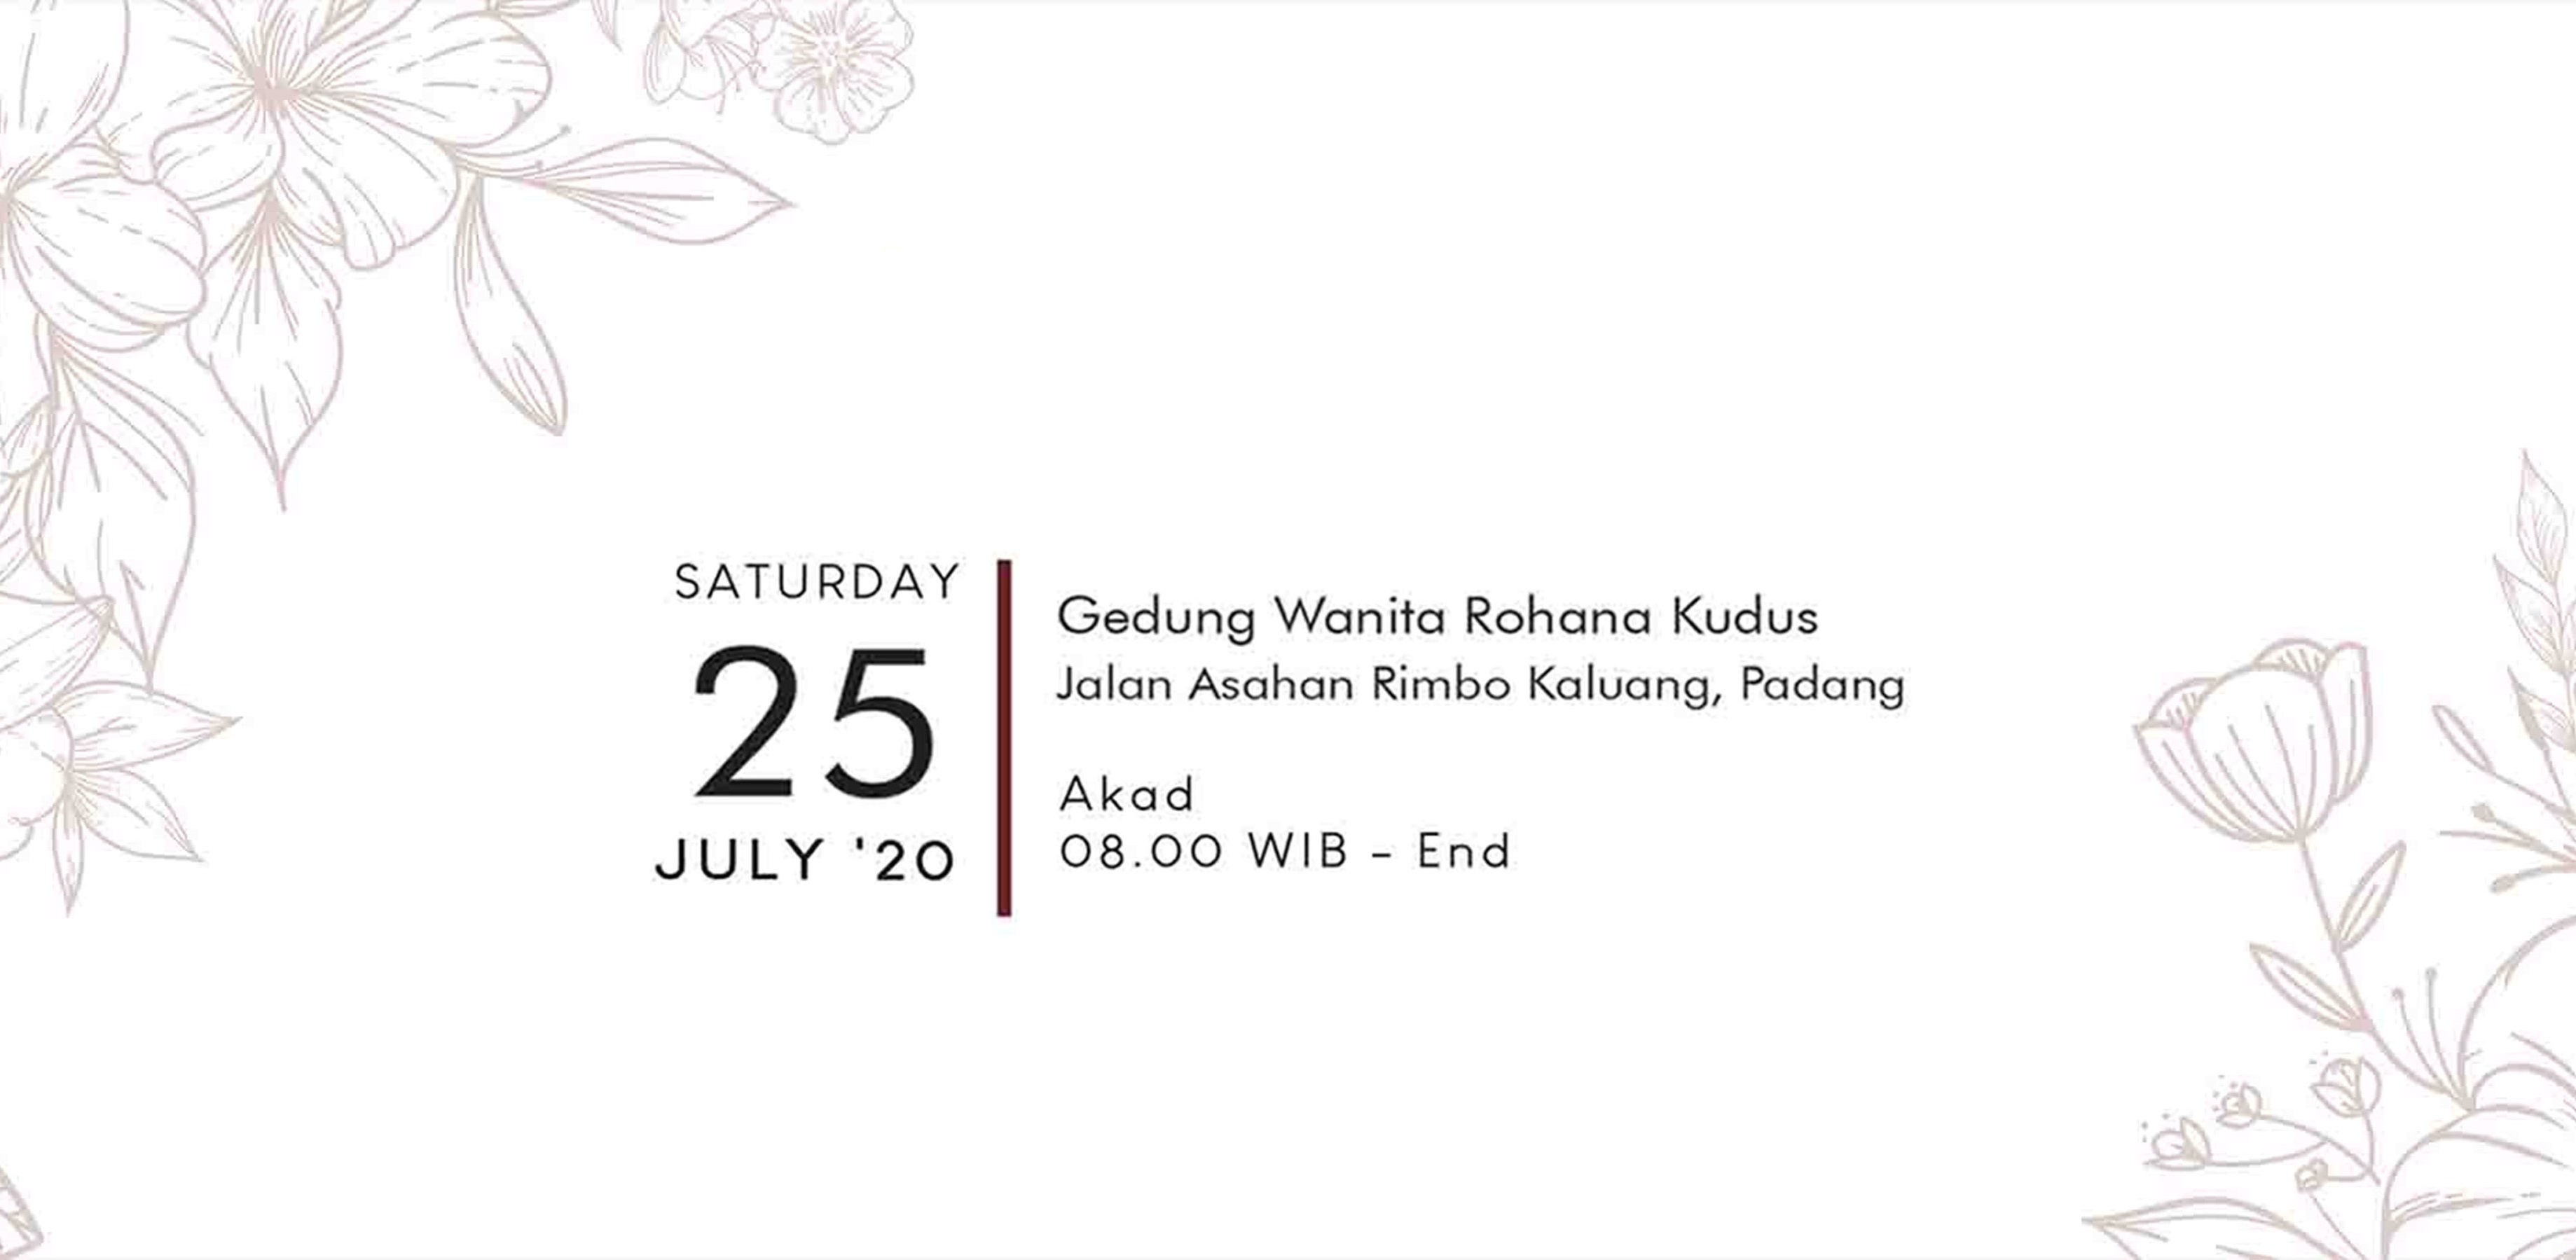 SATURDAY
25
JULY '20
Gedung Wanita Rohana Kudus
Jalan Asahan Rimbo Kaluang, Padang
Akad
08.00 WIB - End